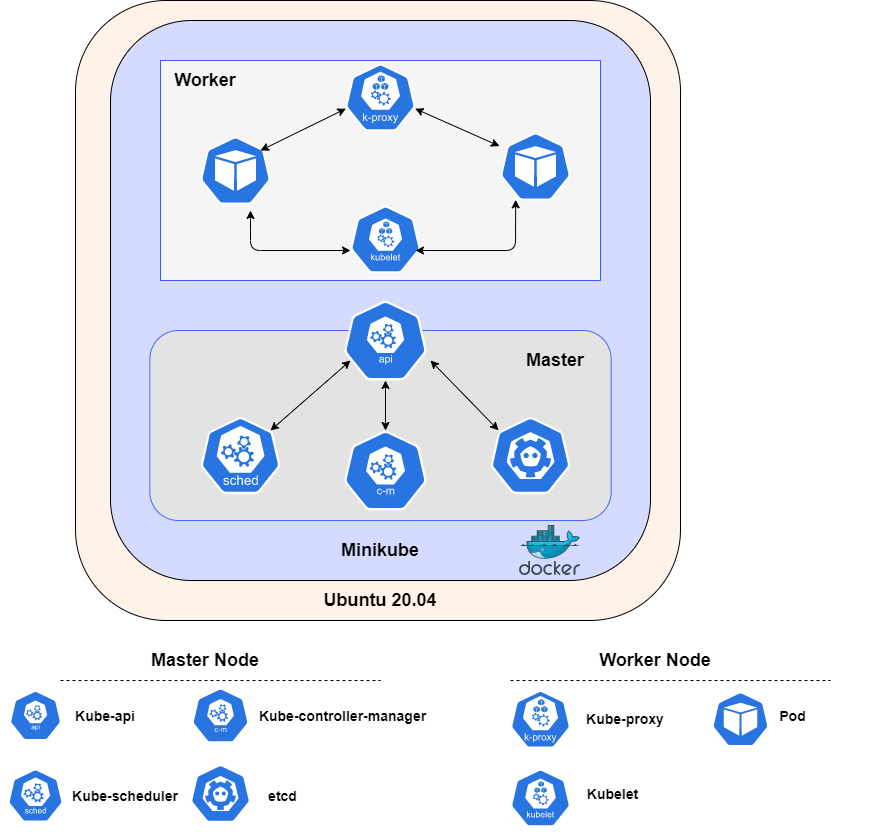 Worker
k-proxy
kubelet
api
Master
sched
c-m
Minikube
docker
Ubuntu 20.04
Master Node
Worker Node
api
Kube-api
c-m
Kube-controller-manager
k-proxy
Kube-proxy
Pod
sched
Kube-scheduler
etcd
kubelet
Kubelet